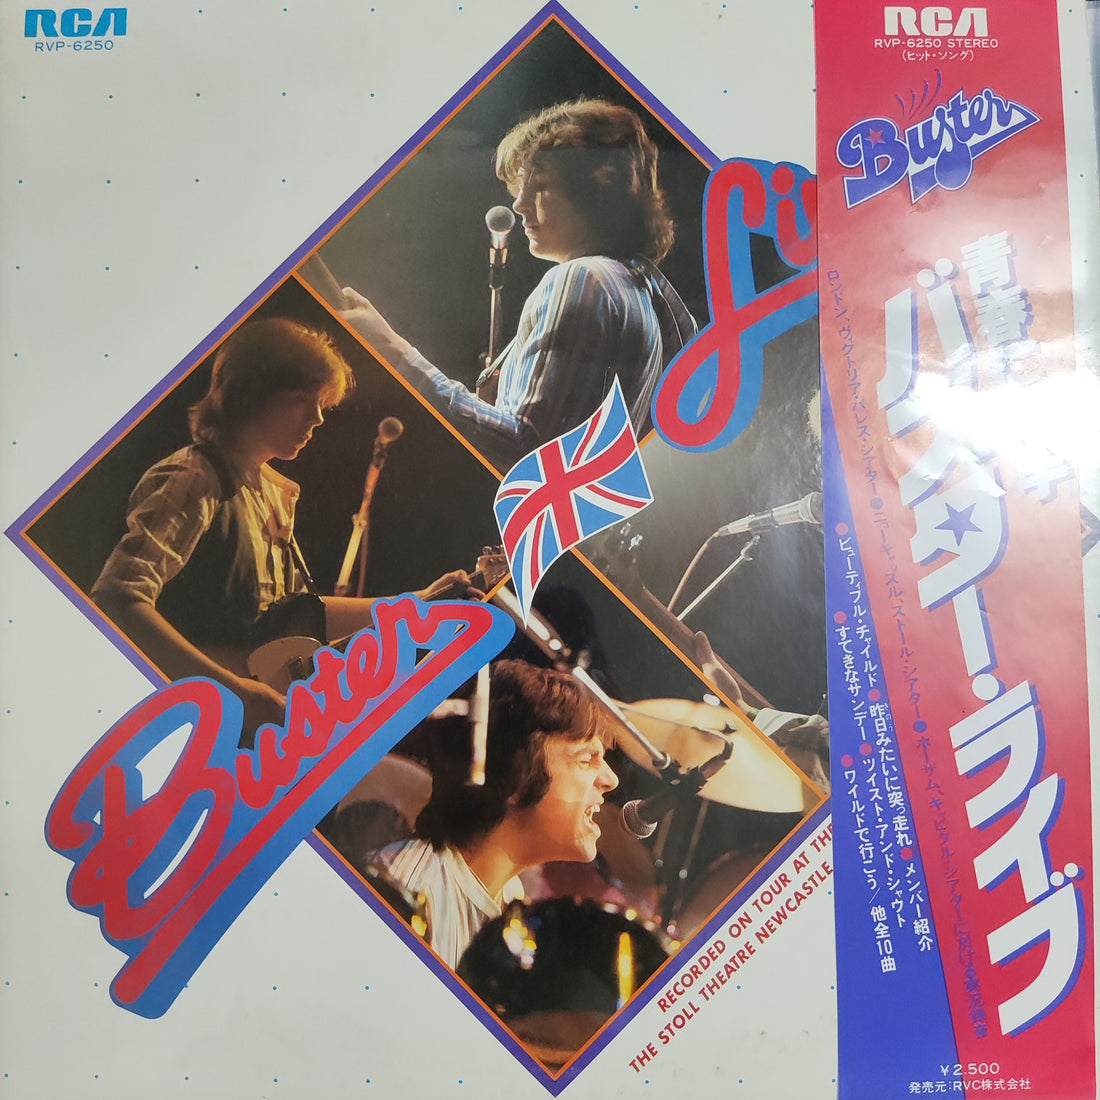 RCA
RVP-6250
Live
Buster
RECORDED ON TOUR AT THE
THE STOLL THEATRE NEWCASTLE
RCA
RVP-6250 STEREO
(ヒット・ソング)
Buster
青春
バスター・ライブ
ロンドン、ヴィクトリア・パレス・シアター●ニューキャッスル、ストール・シアター●ホーザム、キャピタル・シアターに於ける実況録音
●ビューティフル・チャイルド●昨日みたいに突っ走れ●メンバー紹介
きのう
●すてきなサンデー●ツイスト・アンド・シャウト
●ワイルドで行こう/他全10曲
¥2,500
発売元:RVC株式会社